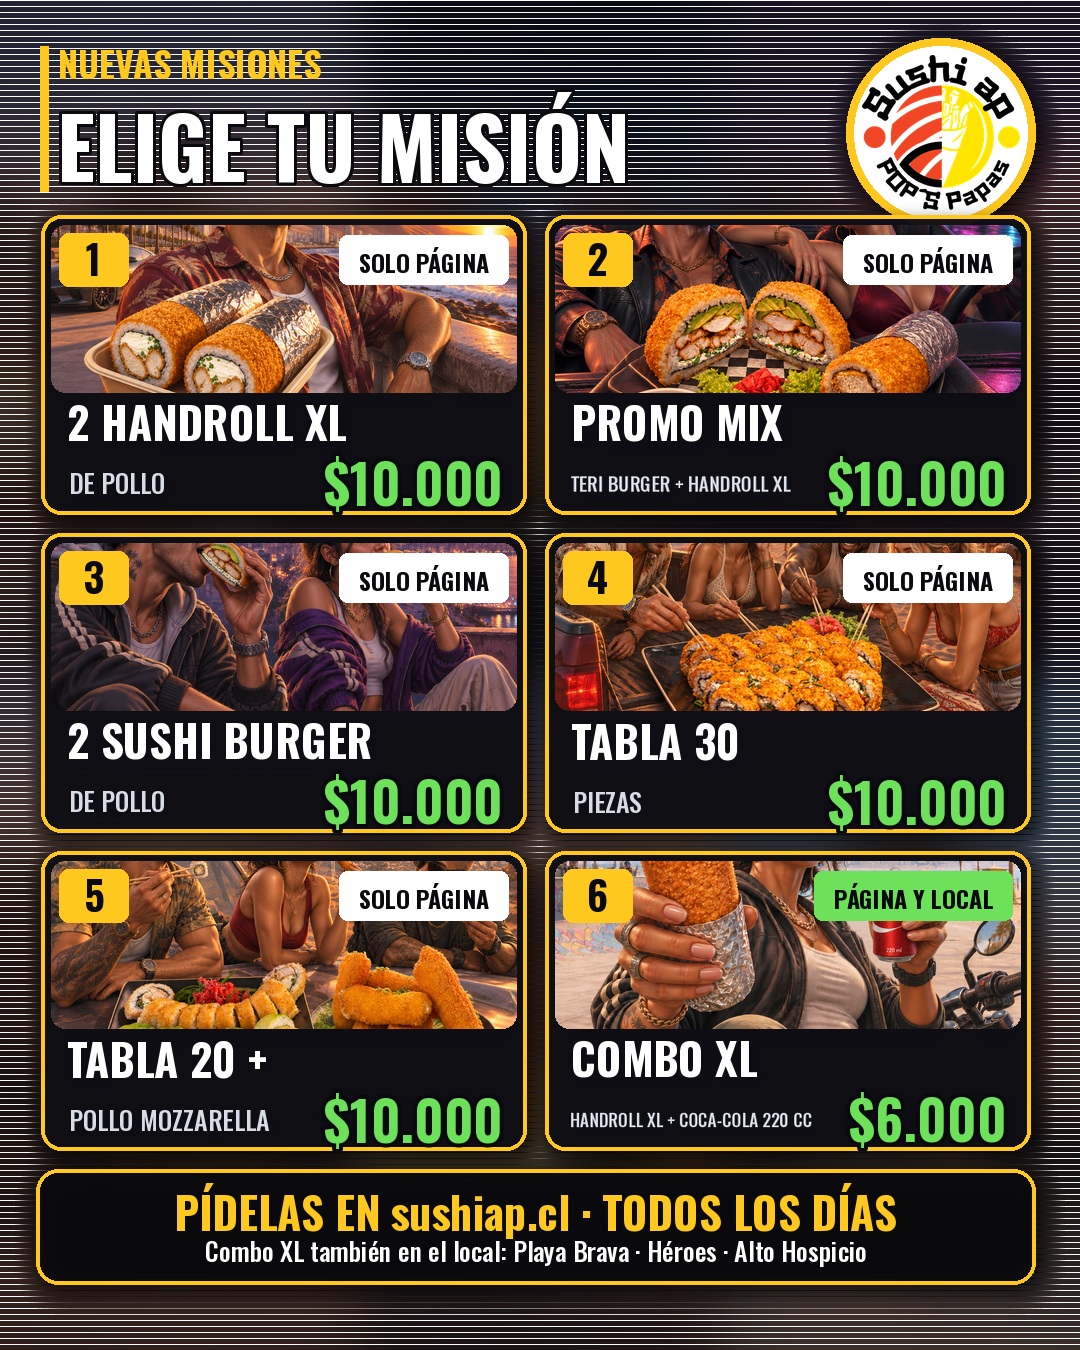 NUEVAS MISIONES
ELIGE TU MISIÓN
Sushi ap
POP'S Papas
1
SOLO PÁGINA
2 HANDROLL XL
DE POLLO
$10.000
2
SOLO PÁGINA
PROMO MIX
TERI BURGER + HANDROLL XL
$10.000
3
SOLO PÁGINA
2 SUSHI BURGER
DE POLLO
$10.000
4
SOLO PÁGINA
TABLA 30
PIEZAS
$10.000
5
SOLO PÁGINA
TABLA 20 +
POLLO MOZZARELLA
$10.000
6
PÁGINA Y LOCAL
220 ml
COMBO XL
HANDROLL XL + COCA-COLA 220 CC
$6.000
PÍDELAS EN sushiap.cl · TODOS LOS DÍAS
Combo XL también en el local: Playa Brava · Héroes · Alto Hospicio